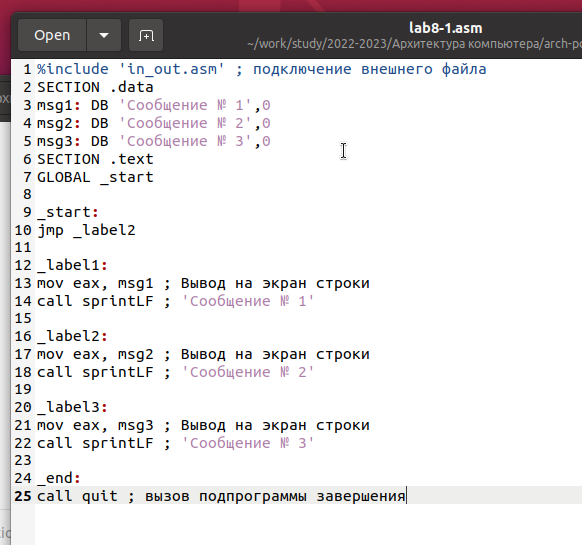 Open
lab8-1.asm
~/work/study/2022-2023/Архитектура компьютера/arch-pc
1 %include 'in_out.asm' ; подключение внешнего файла
2 SECTION .data
3 msg1: DB 'Сообщение № 1',0
4 msg2: DB 'Сообщение № 2',0
5 msg3: DB 'Сообщение № 3',0
6 SECTION .text
7 GLOBAL _start
8
9 _start:
10 jmp _label2
11
12 _label1:
13 mov eax, msg1 ; Вывод на экран строки
14 call sprintLF ; 'Сообщение № 1'
15
16 _label2:
17 mov eax, msg2 ; Вывод на экран строки
18 call sprintLF ; 'Сообщение № 2'
19
20 _label3:
21 mov eax, msg3 ; Вывод на экран строки
22 call sprintLF ; 'Сообщение № 3'
23
24 _end:
25 call quit ; вызов подпрограммы завершения